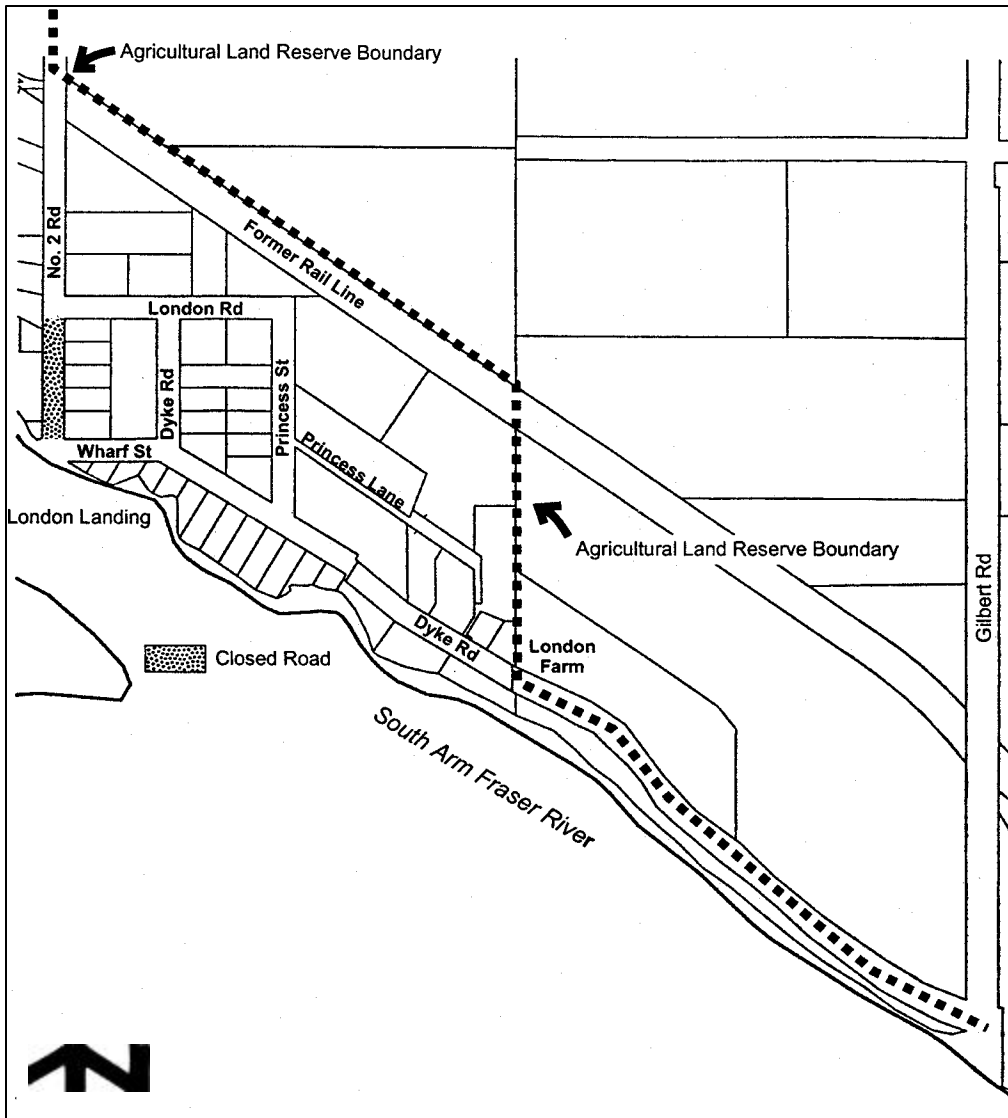 Agricultural Land Reserve Boundary
No. 2 Rd
Former Rail Line
London Rd
Dyke Rd
Princess St
Princess Lane
Wharf St
London Landing
Agricultural Land Reserve Boundary
Gilbert Rd
Dyke Rd
London
Farm
Closed Road
South Arm Fraser River